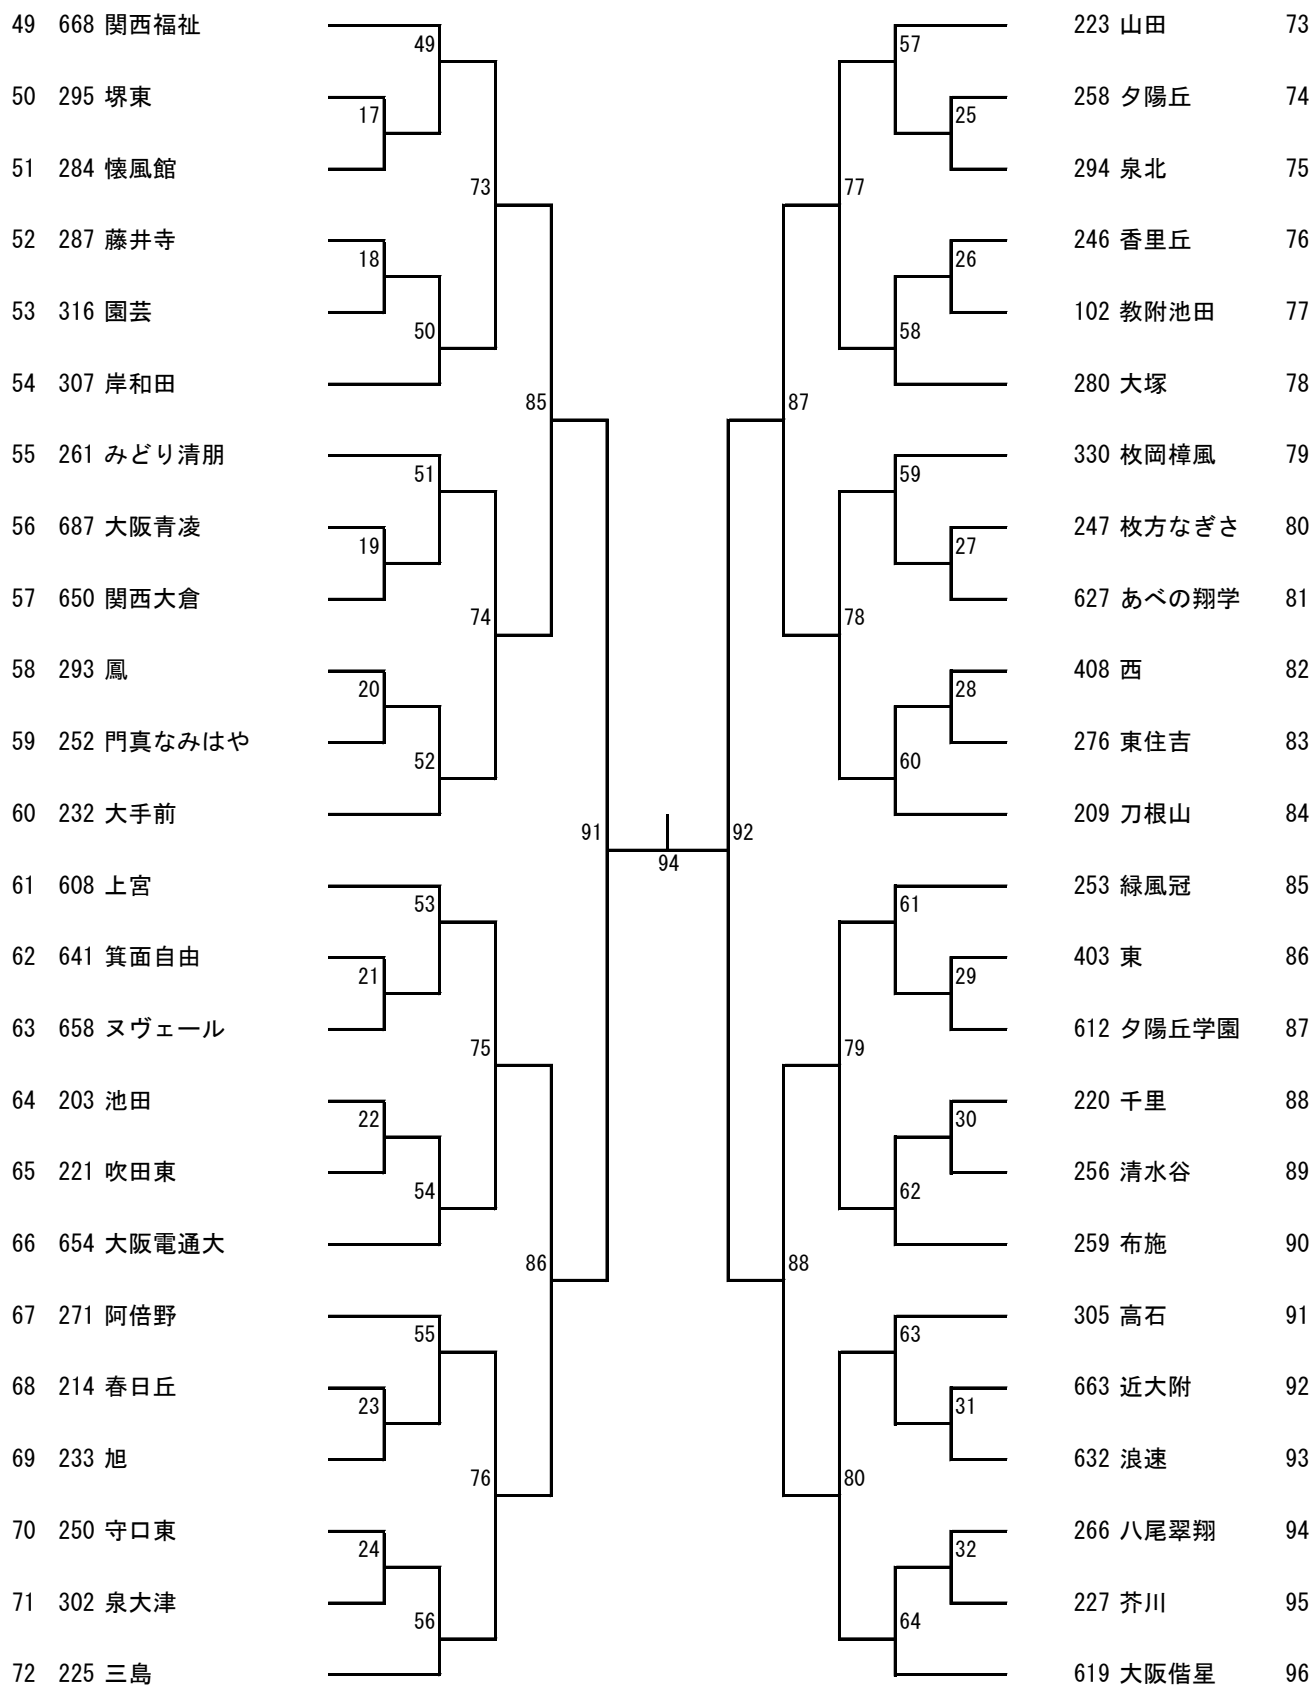 49 668 関西福祉 223 山田 73
49 57
50 295 堺東 258 夕陽丘 74
17 25
51 284 懐風館 294 泉北 75
73 77
52 287 藤井寺 246 香里丘 76
18 26
53 316 園芸 102 教附池田 77
50 58
54 307 岸和田 280 大塚 78
85 87
55 261 みどり清朋 330 枚岡樟風 79
51 59
56 687 大阪青凌 247 枚方なぎさ 80
19 27
57 650 関西大倉 627 あべの翔学 81
74 78
58 293 鳳 408 西 82
20 28
59 252 門真なみはや 276 東住吉 83
52 60
60 232 大手前 209 刀根山 84
91 92
94
61 608 上宮 253 緑風冠 85
53 61
62 641 箕面自由 403 東 86
21 29
63 658 ヌヴェール 612 夕陽丘学園 87
75 79
64 203 池田 220 千里 88
22 30
65 221 吹田東 256 清水谷 89
54 62
66 654 大阪電通大 259 布施 90
86 88
67 271 阿倍野 305 高石 91
55 63
68 214 春日丘 663 近大附 92
23 31
69 233 旭 632 浪速 93
76 80
70 250 守口東 266 八尾翠翔 94
24 32
71 302 泉大津 227 芥川 95
56 64
72 225 三島 619 大阪偕星 96